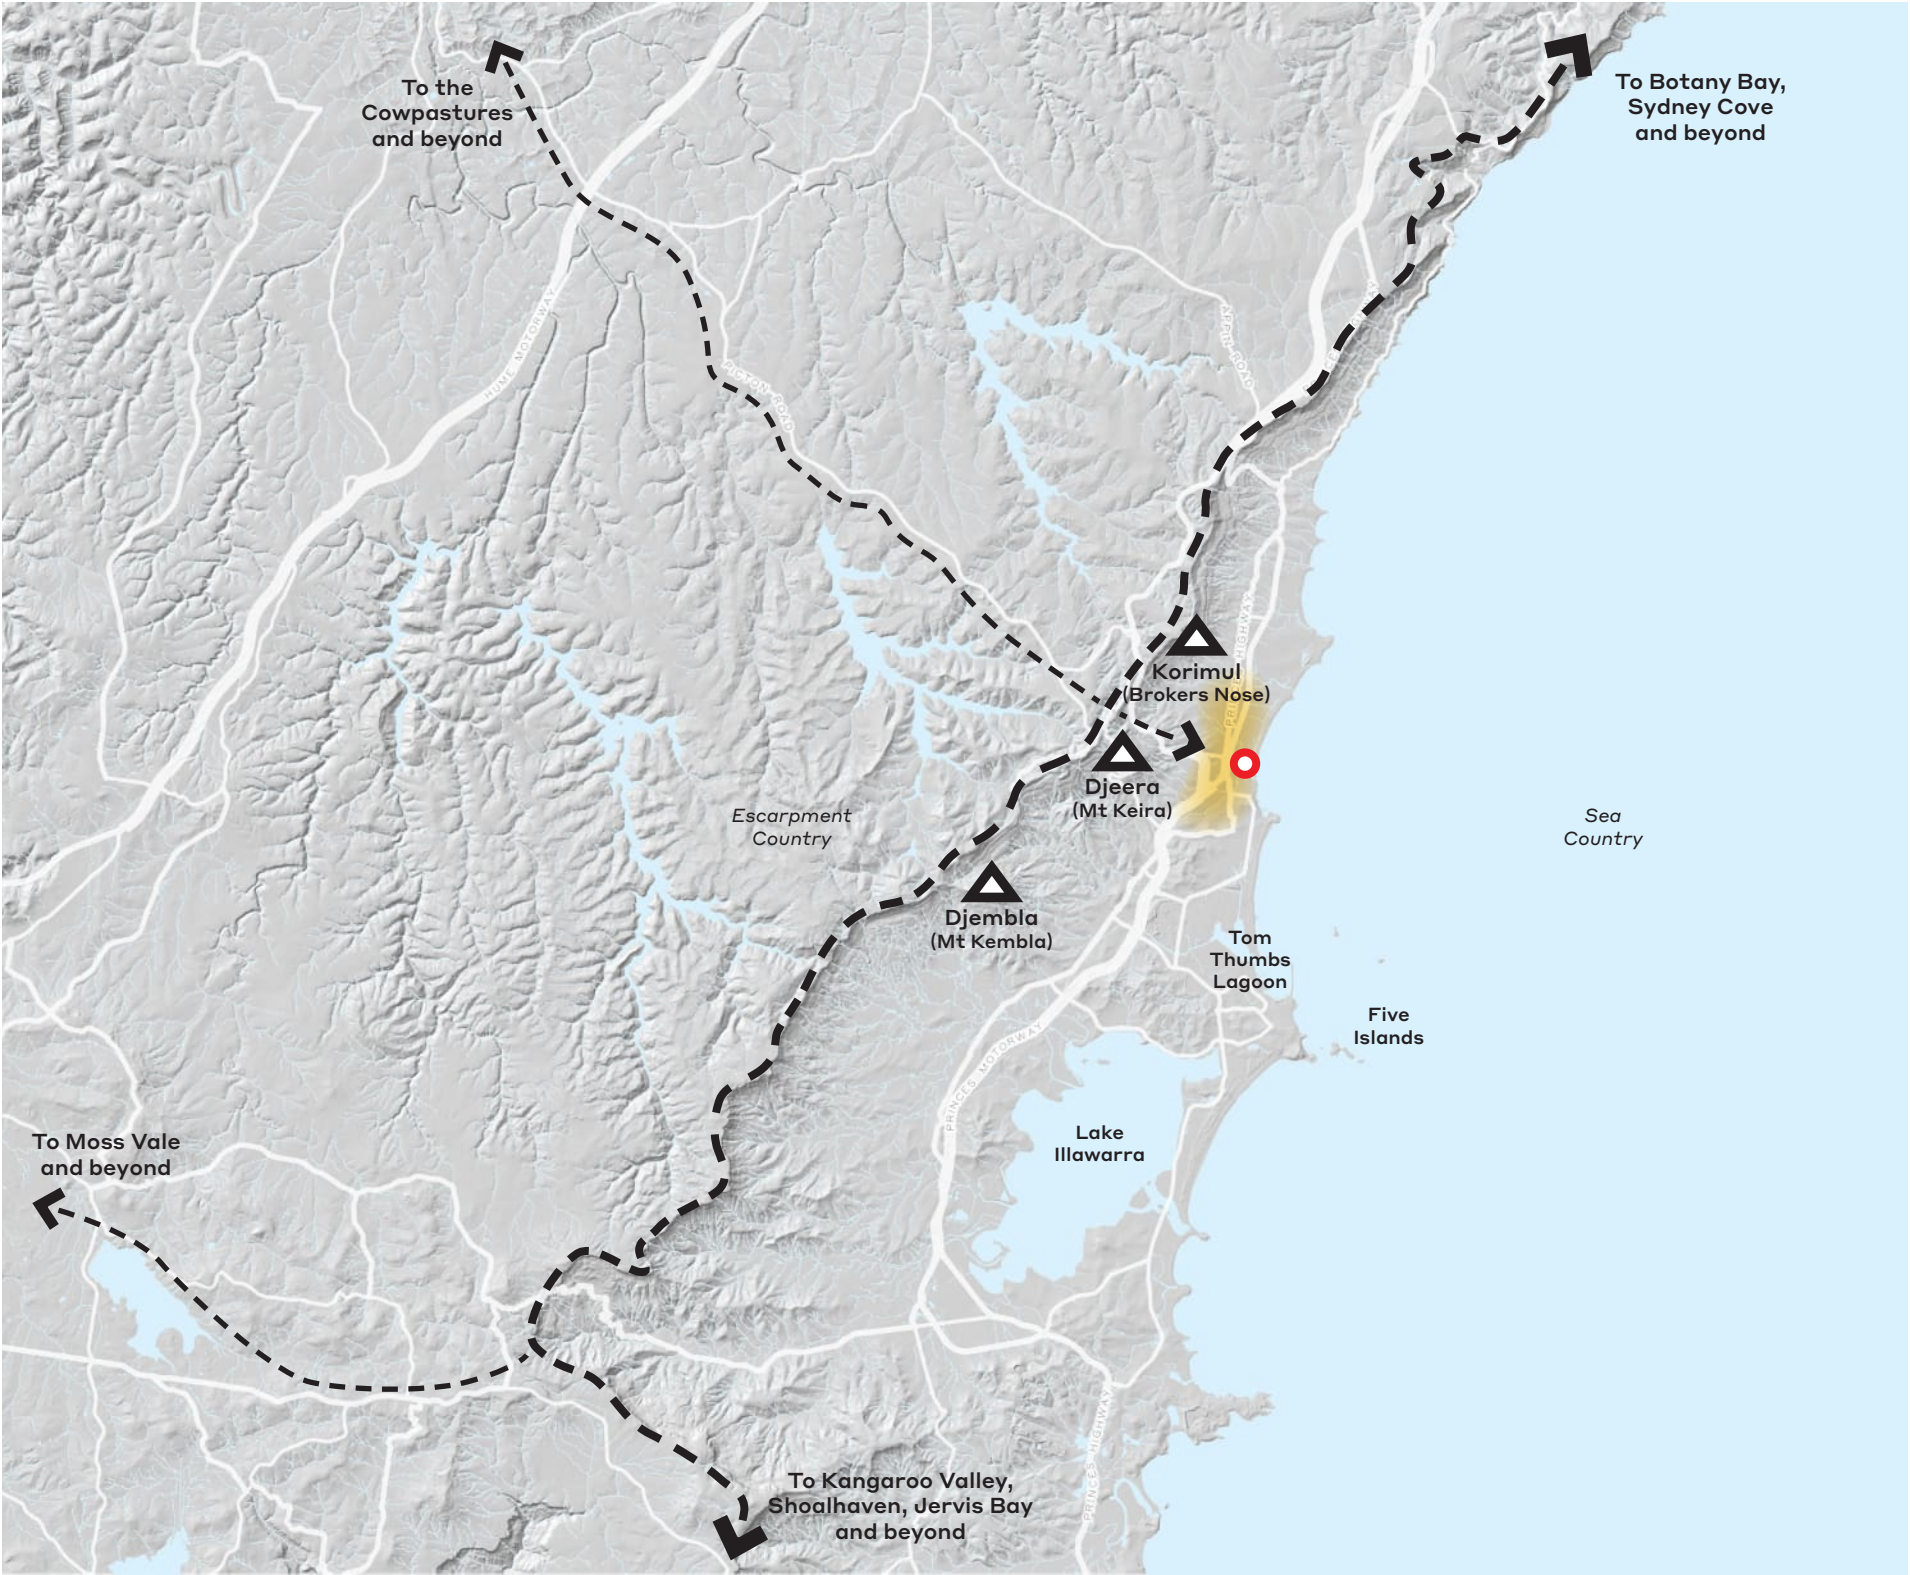 To the
Cowpastures
and beyond
To Botany Bay,
Sydney Cove
and beyond
HUME MOTORWAY
PICTON ROAD
APPIN ROAD
HIGHWAY
Korimul
(Brokers Nose)
Djeera
(Mt Keira)
Escarpment
Country
Sea
Country
Djembla
(Mt Kembla)
Tom
Thumbs
Lagoon
Five
Islands
PRINCES MOTORWAY
Lake
Illawarra
To Moss Vale
and beyond
PRINCES HIGHWAY
To Kangaroo Valley,
Shoalhaven, Jervis Bay
and beyond